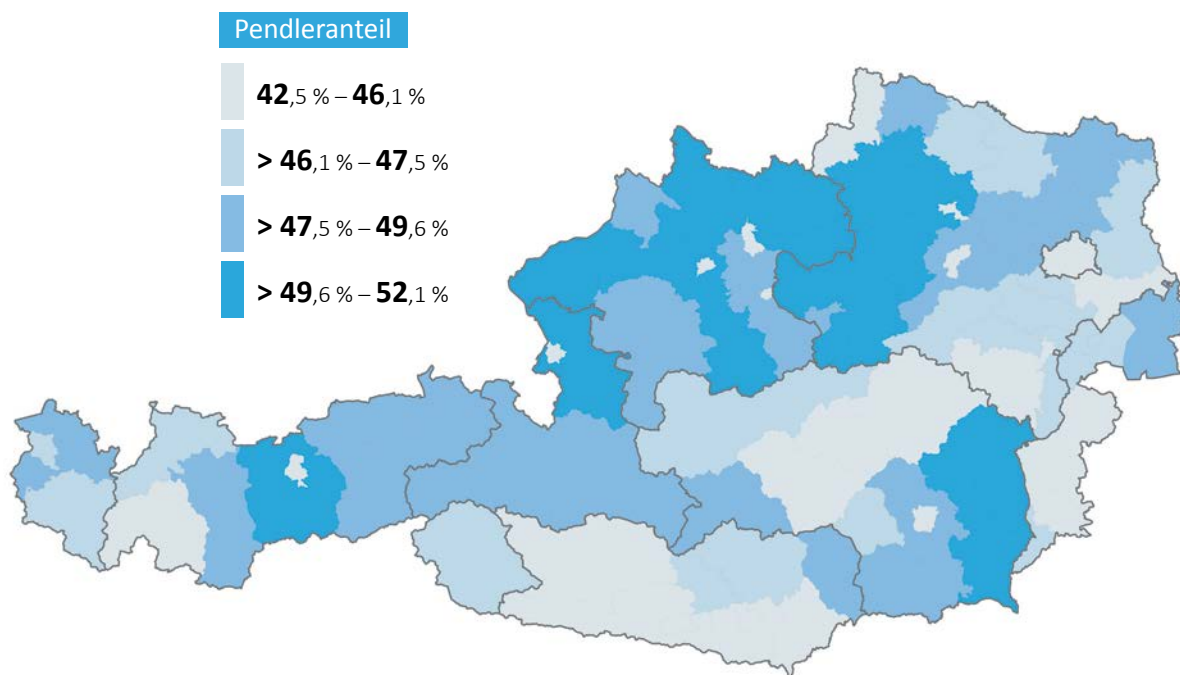 Pendleranteil
42,5 % – 46,1 %
> 46,1 % – 47,5 %
> 47,5 % – 49,6 %
> 49,6 % – 52,1 %